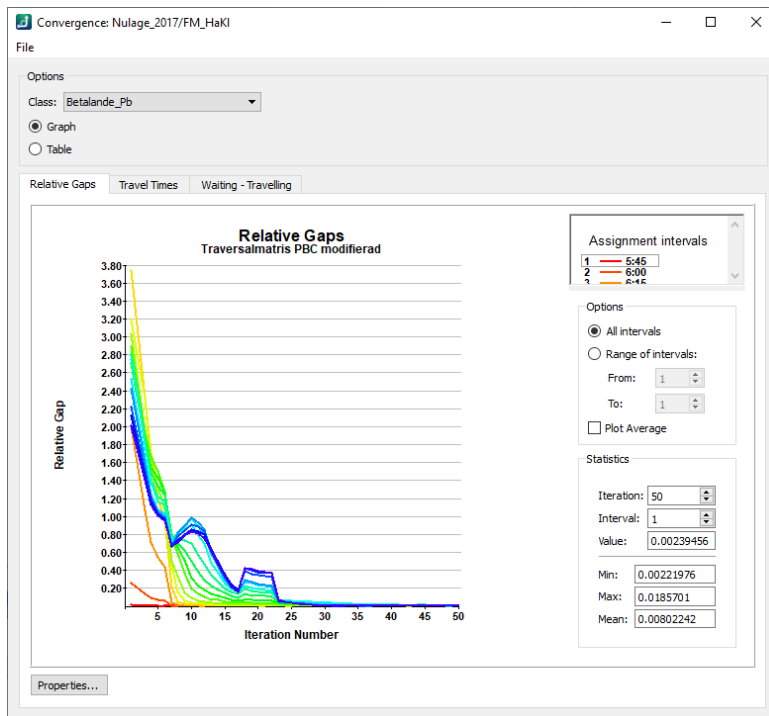 Convergence: Nulage_2017/FM_HaKI
File
Options
Class: Betalande_Pb
Graph
Table
Relative Gaps Travel Times Waiting - Travelling
Relative Gaps
Traversalmatris PBC modifierad
3.80
3.60
3.40
3.20
3.00
2.80
2.60
2.40
2.20
2.00
1.80
1.60
1.40
1.20
1.00
0.80
0.60
0.40
0.20
Relative Gap
5 10 15 20 25 30 35 40 45 50
Iteration Number
Assignment intervals
1 5:45
2 6:00
3 6:15
Options
All intervals
Range of intervals:
From: 1
To: 1
Plot Average
Statistics
Iteration: 50
Interval: 1
Value: 0.00239456
Min: 0.00221976
Max: 0.0185701
Mean: 0.00802242
Properties...